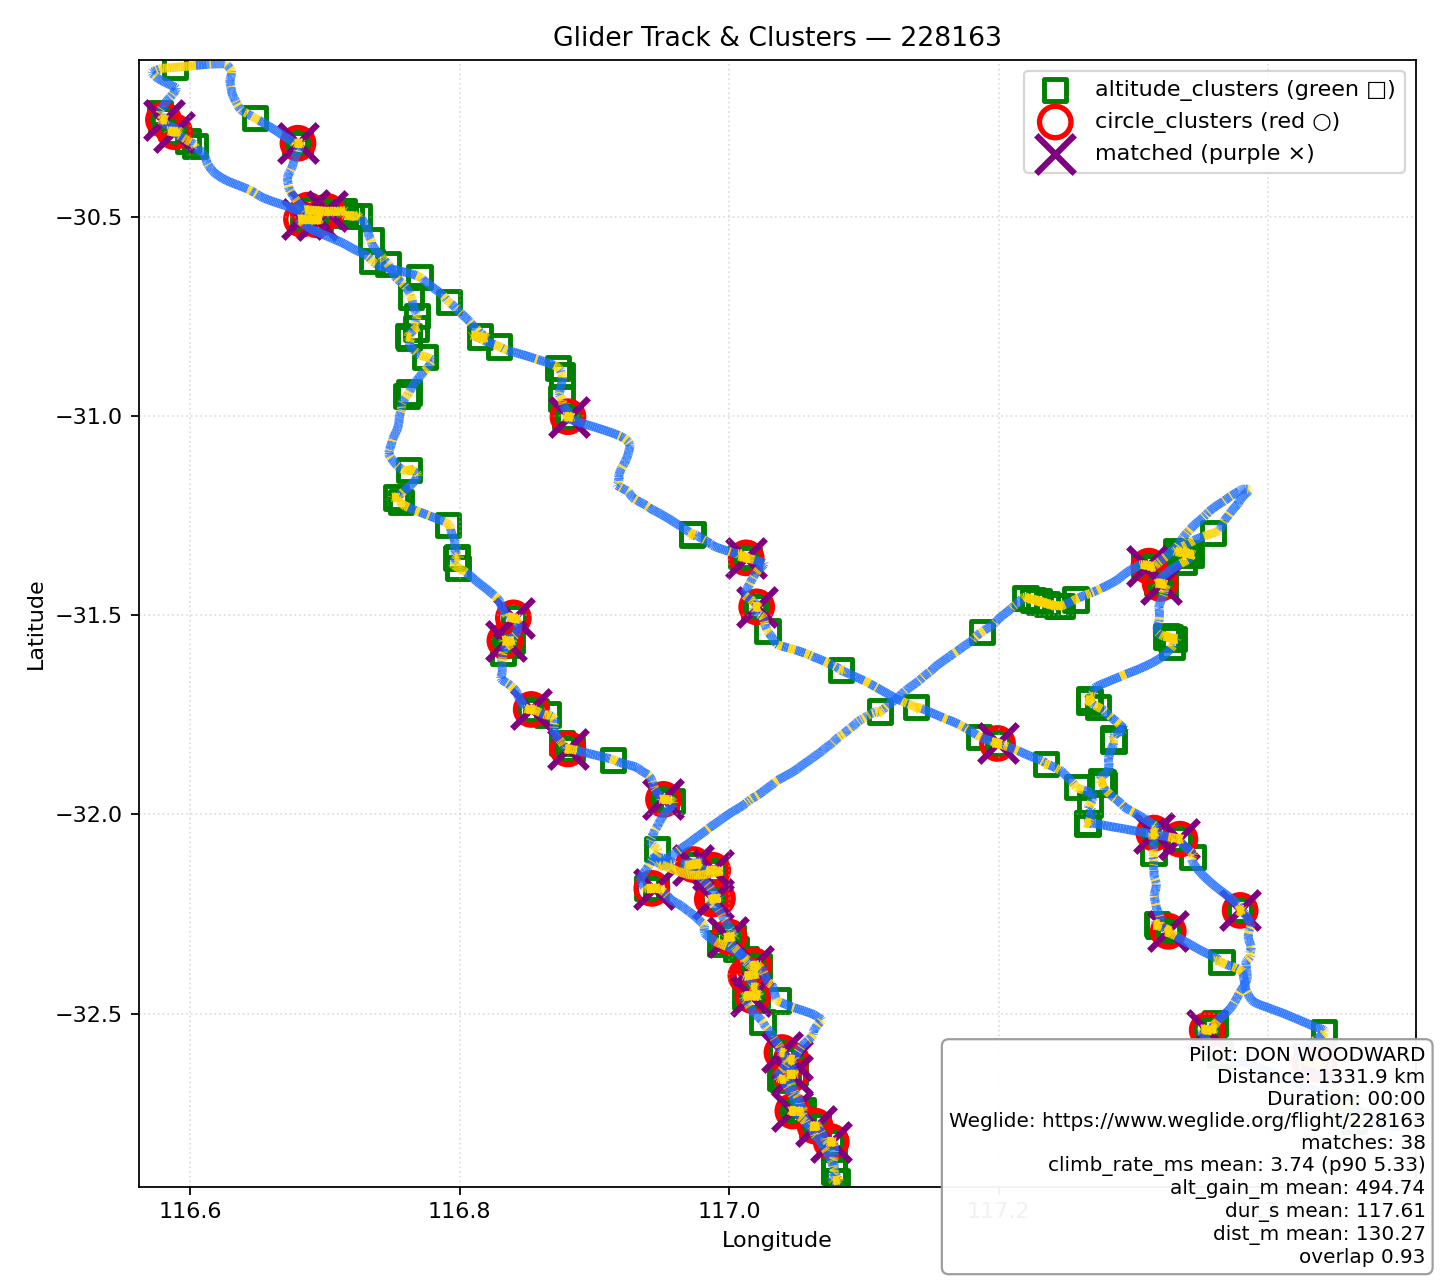 Glider Track & Clusters — 228163
altitude_clusters (green □)
circle_clusters (red ○)
matched (purple ×)
Latitude
−30.5
−31.0
−31.5
−32.0
−32.5
116.6
116.8
117.0
117.2
Longitude
Pilot: DON WOODWARD
Distance: 1331.9 km
Duration: 00:00
Weglide: https://www.weglide.org/flight/228163
matches: 38
climb_rate_ms mean: 3.74 (p90 5.33)
alt_gain_m mean: 494.74
dur_s mean: 117.61
dist_m mean: 130.27
overlap 0.93